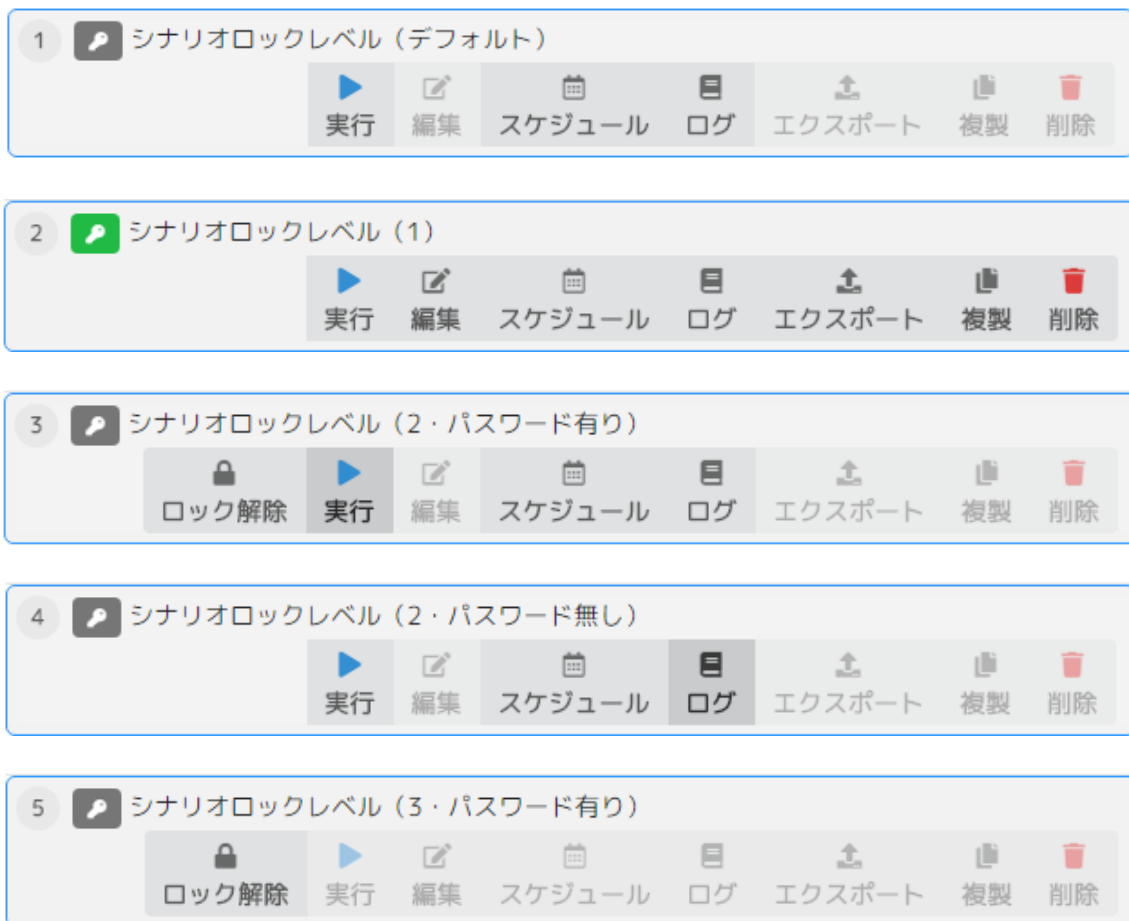 1 シナリオロックレベル（デフォルト）
実行 編集 スケジュール ログ エクスポート 複製 削除
2 シナリオロックレベル（1）
実行 編集 スケジュール ログ エクスポート 複製 削除
3 シナリオロックレベル（2・パスワード有り）
ロック解除 実行 編集 スケジュール ログ エクスポート 複製 削除
4 シナリオロックレベル（2・パスワード無し）
実行 編集 スケジュール ログ エクスポート 複製 削除
5 シナリオロックレベル（3・パスワード有り）
ロック解除 実行 編集 スケジュール ログ エクスポート 複製 削除